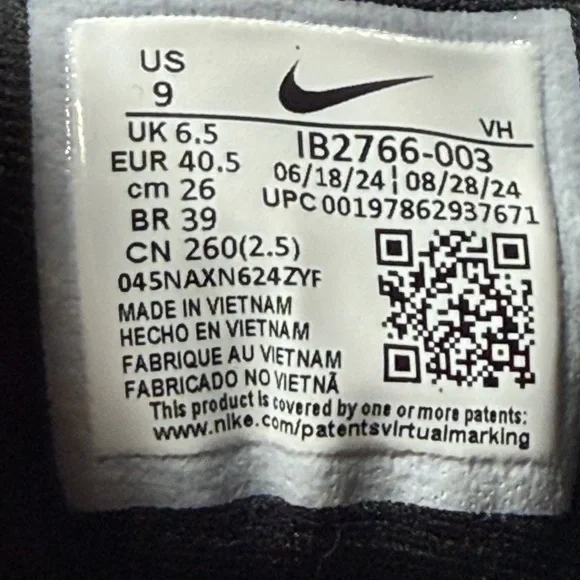 US
9
VH
UK 6.5
IB2766-003
EUR 40.5
06/18/24 | 08/28/24
cm 26
UPC 00197862937671
BR 39
CN 260(2.5)
045NAXN624ZYF
MADE IN VIETNAM
HECHO EN VIETNAM
FABRIQUE AU VIETNAM
FABRICADO NO VIETNÃ
This product is covered by one or more patents:
www.nike.com/patentsvirtualmarking